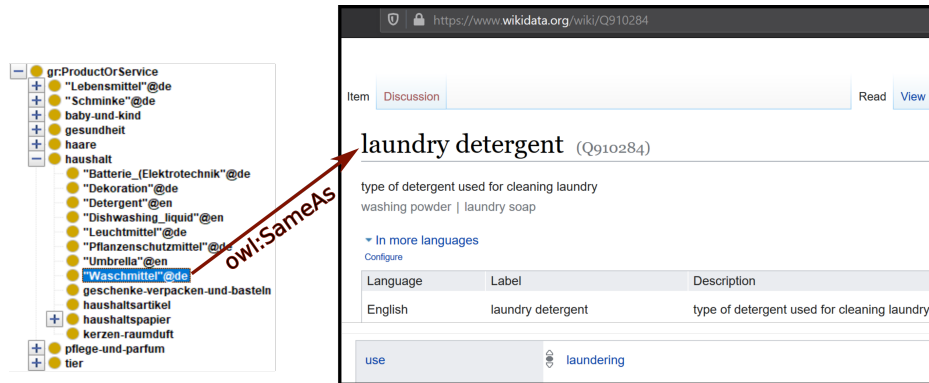 gr:ProductOrService
"Lebensmittel"@de
"Schminke"@de
baby-und-kind
gesundheit
haare
haushalt
"Batterie_(Elektrotechnik"@de
"Dekoration"@de
"Detergent"@en
"Dishwashing_liquid"@en
"Leuchtmittel"@de
"Pflanzenschutzmittel"@de
"Umbrella"@en
"Waschmittel"@de
geschenke-verpacken-und-basteln
haushaltsartikel
haushaltspapier
kerzen-raumduft
pflege-und-parfum
tier
owl:SameAs
https://www.wikidata.org/wiki/Q910284
Item Discussion Read View
laundry detergent (Q910284)
type of detergent used for cleaning laundry
washing powder | laundry soap
In more languages
Configure
Language Label Description
English laundry detergent type of detergent used for cleaning laundry
use laundering